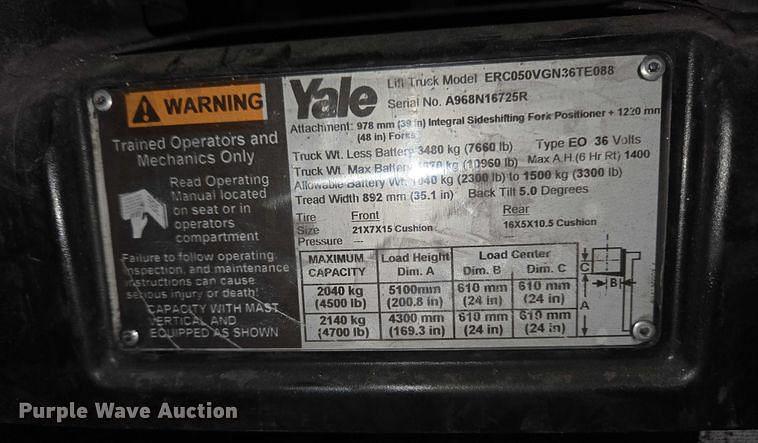 WARNING
Trained Operators and
Mechanics Only
Read Operating
Manual located
on seat or in
operators
compartment
Failure to follow operating,
inspection, and maintenance
instructions can cause
serious injury or death!
CAPACITY WITH MAST
VERTICAL AND
EQUIPPED AS SHOWN
Yale
Lift Truck Model ERC050VGN36TE088
Serial No. A968N16725R
Attachment: 978 mm (39 in) Integral Sideshifting Fork Positioner + 1220 mm
(48 in) Forks
Truck Wt. Less Battery 3480 kg (7660 lb) Type EO 36 Volts
Truck Wt. Max Battery kg (10960 lb) Max A.H.(6 Hr Rt) 1400
Allowable Battery Wt. 1040 kg (2300 lb) to 1500 kg (3300 lb)
Tread Width 892 mm (35.1 in) Back Tilt 5.0 Degrees
Tire Front Rear
Size 21X7X15 Cushion 16X5X10.5 Cushion
Pressure --- ---
MAXIMUM CAPACITY Load Height Dim. A Load Center Dim. B Dim. C
2040 kg (4500 lb) 5100mm (200.8 in) 610 mm (24 in) 610 mm (24 in)
2140 kg (4700 lb) 4300 mm (169.3 in) 610 mm (24 in) 610 mm (24 in)
C
B
A
Purple Wave Auction